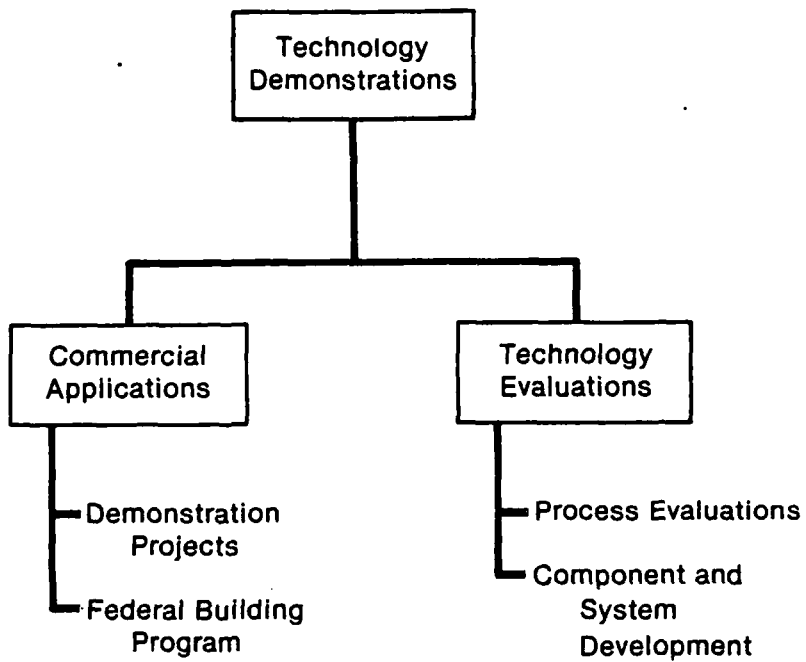 Technology
Demonstrations
Commercial
Applications
Demonstration
Projects
Federal Building
Program
Technology
Evaluations
Process Evaluations
Component and
System
Development